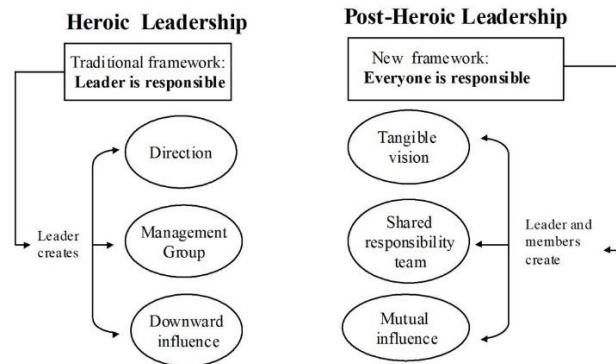 Heroic Leadership
Traditional framework:
Leader is responsible
Direction
Leader
creates
Management
Group
Downward
influence
Post-Heroic Leadership
New framework:
Everyone is responsible
Tangible
vision
Shared
responsibility
team
Leader and
members
create
Mutual
influence